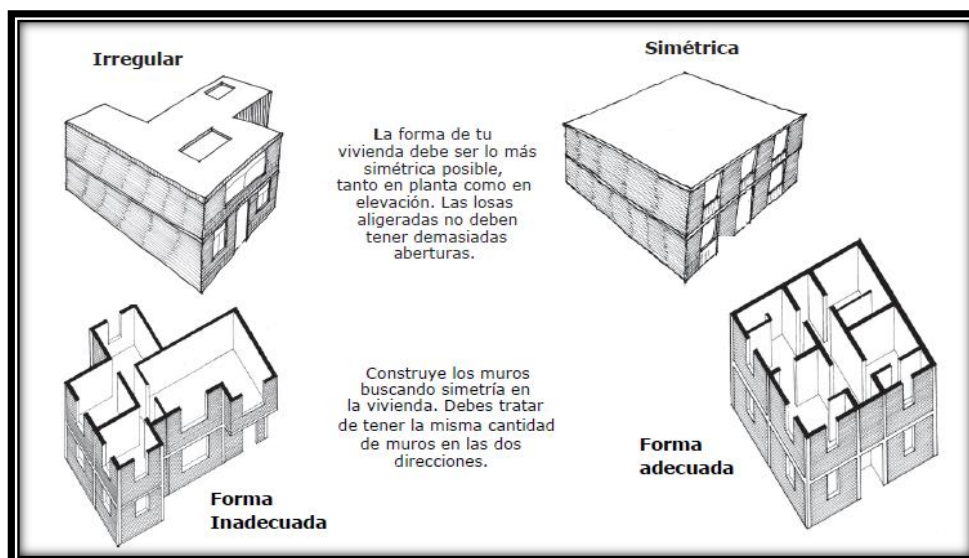 Irregular
Simétrica
La forma de tu
vivienda debe ser lo más
simétrica posible,
tanto en planta como en
elevación. Las losas
aligeradas no deben
tener demasiadas
aberturas.
Construye los muros
buscando simetría en
la vivienda. Debes tratar
de tener la misma cantidad
de muros en las dos
direcciones.
Forma
Inadecuada
Forma
adecuada